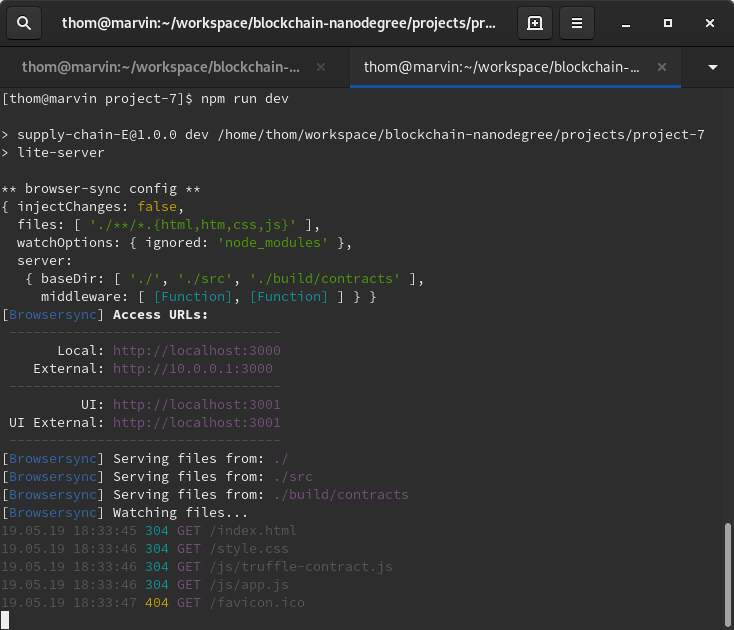 thom@marvin:~/workspace/blockchain-nanodegree/projects/pr...
thom@marvin:~/workspace/blockchain-...
thom@marvin:~/workspace/blockchain-...
[thom@marvin project-7]$ npm run dev
> supply-chain-E@1.0.0 dev /home/thom/workspace/blockchain-nanodegree/projects/project-7
> lite-server
** browser-sync config **
{ injectChanges: false,
  files: [ './**/*.{html,htm,css,js}' ],
  watchOptions: { ignored: 'node_modules' },
  server:
   { baseDir: [ './', './src', './build/contracts' ],
     middleware: [ [Function], [Function] ] } }
[Browsersync] Access URLs:
 ----------------------------------
       Local: http://localhost:3000
    External: http://10.0.0.1:3000
 ----------------------------------
          UI: http://localhost:3001
 UI External: http://localhost:3001
 ----------------------------------
[Browsersync] Serving files from: ./
[Browsersync] Serving files from: ./src
[Browsersync] Serving files from: ./build/contracts
[Browsersync] Watching files...
19.05.19 18:33:45 304 GET /index.html
19.05.19 18:33:46 304 GET /style.css
19.05.19 18:33:46 304 GET /js/truffle-contract.js
19.05.19 18:33:46 304 GET /js/app.js
19.05.19 18:33:47 404 GET /favicon.ico